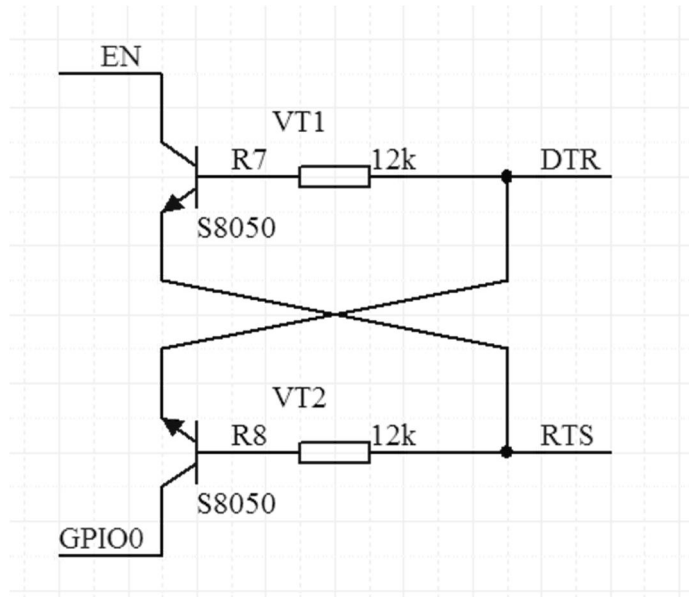 EN
VT1
R7 12k DTR
S8050
VT2
R8 12k RTS
S8050
GPIO0